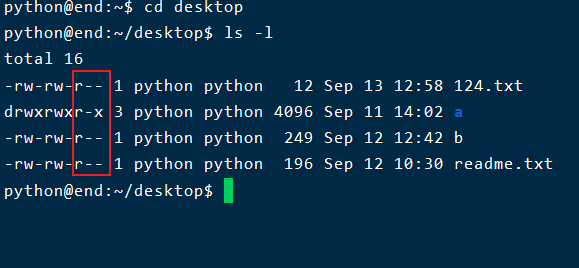 python@end:~$ cd desktop
python@end:~/desktop$ ls -l
total 16
-rw-rw-r-- 1 python python   12 Sep 13 12:58 124.txt
drwxrwxr-x 3 python python 4096 Sep 11 14:02 a
-rw-rw-r-- 1 python python  249 Sep 12 12:42 b
-rw-rw-r-- 1 python python  196 Sep 12 10:30 readme.txt
python@end:~/desktop$